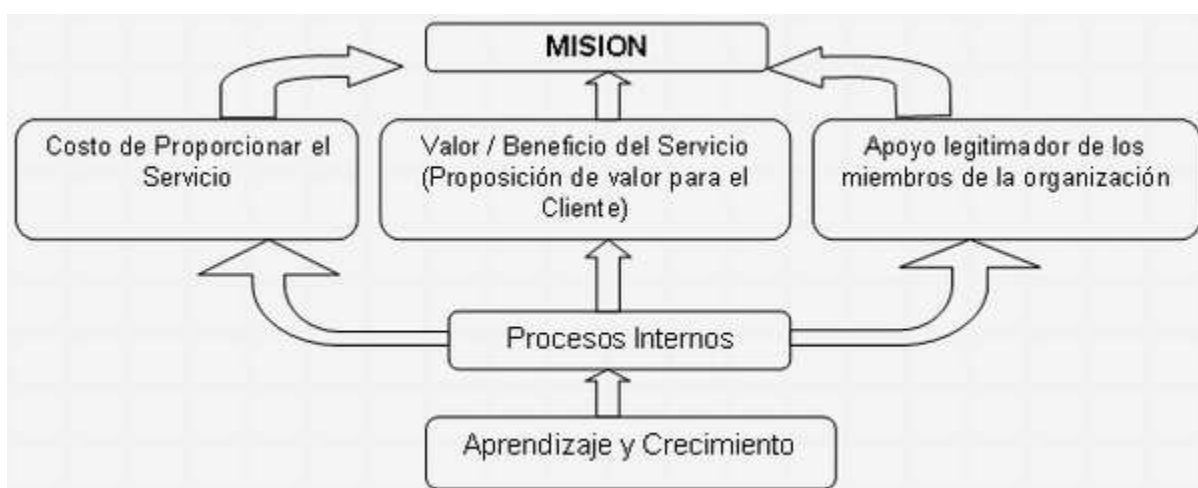 MISION
Costo de Proporcionar el
Servicio
Valor / Beneficio del Servicio
(Proposición de valor para el
Cliente)
Apoyo legitimador de los
miembros de la organización
Procesos Internos
Aprendizaje y Crecimiento